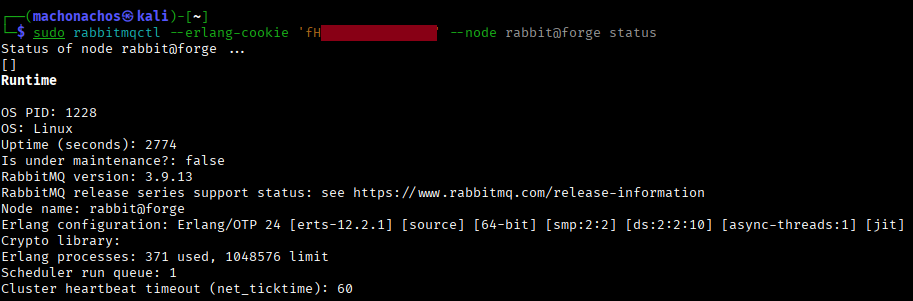 ┌──(machonachos㉿kali)-[~]
└─$ sudo rabbitmqctl --erlang-cookie 'fH ' --node rabbit@forge status
Status of node rabbit@forge ...
[]
Runtime
OS PID: 1228
OS: Linux
Uptime (seconds): 2774
Is under maintenance?: false
RabbitMQ version: 3.9.13
RabbitMQ release series support status: see https://www.rabbitmq.com/release-information
Node name: rabbit@forge
Erlang configuration: Erlang/OTP 24 [erts-12.2.1] [source] [64-bit] [smp:2:2] [ds:2:2:10] [async-threads:1] [jit]
Crypto library:
Erlang processes: 371 used, 1048576 limit
Scheduler run queue: 1
Cluster heartbeat timeout (net_ticktime): 60